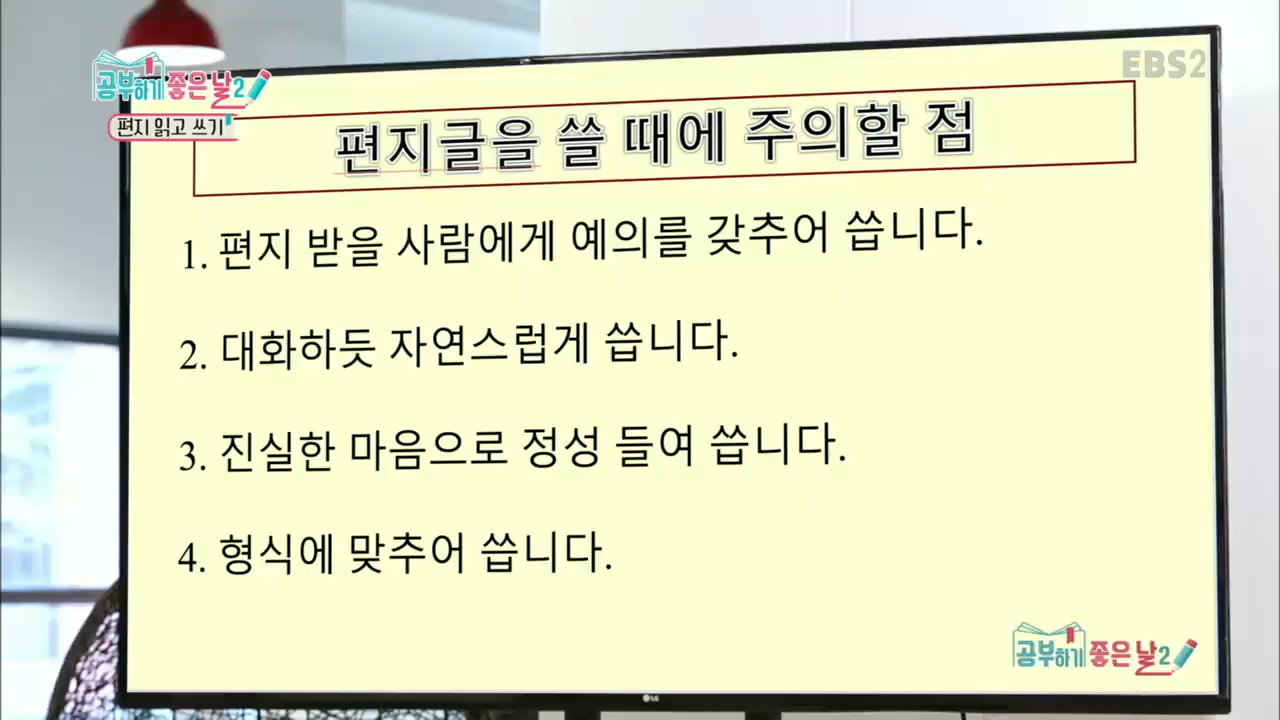 EBS2
공부하기 좋은 날 2
편지 읽고 쓰기
편지글을 쓸 때에 주의할 점
1. 편지 받을 사람에게 예의를 갖추어 씁니다.
2. 대화하듯 자연스럽게 씁니다.
3. 진실한 마음으로 정성 들여 씁니다.
4. 형식에 맞추어 씁니다.
공부하기 좋은 날 2
LG